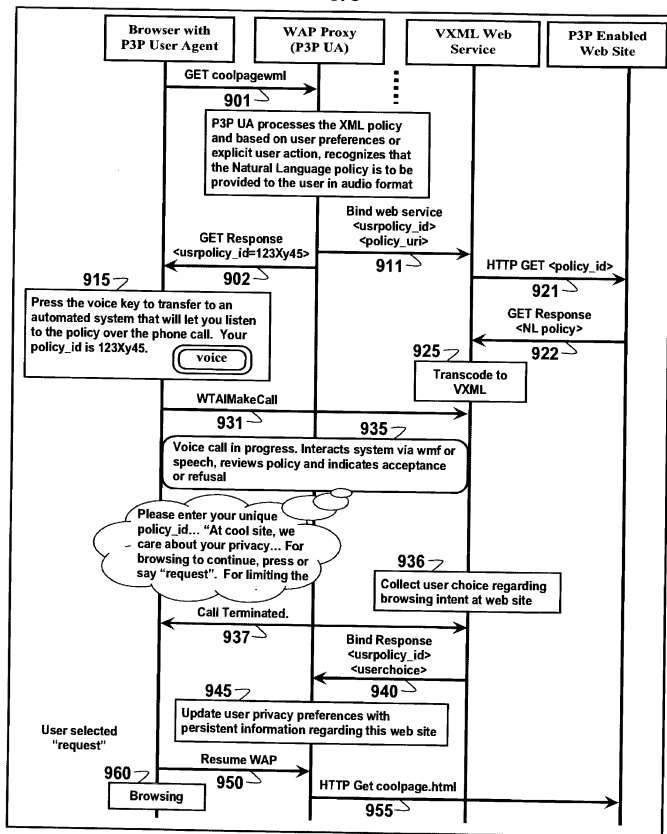 Browser with
P3P User Agent
WAP Proxy
(P3P UA)
VXML Web
Service
P3P Enabled
Web Site
GET coolpagewml
901
P3P UA processes the XML policy
and based on user preferences or
explicit user action, recognizes that
the Natural Language policy is to be
provided to the user in audio format
Bind web service
<usrpolicy_id>
<policy_uri>
911
GET Response
<usrpolicy_id=123Xy45>
902
HTTP GET <policy_id>
921
915
Press the voice key to transfer to an
automated system that will let you listen
to the policy over the phone call. Your
policy_id is 123Xy45.
voice
GET Response
<NL policy>
922
925
Transcode to
VXML
WTAIMakeCall
931
935
Voice call in progress. Interacts system via wmf or
speech, reviews policy and indicates acceptance
or refusal
Please enter your unique
policy_id... “At cool site, we
care about your privacy... For
browsing to continue, press or
say “request”. For limiting the
936
Collect user choice regarding
browsing intent at web site
Call Terminated.
937
Bind Response
<usrpolicy_id>
<userchoice>
940
945
Update user privacy preferences with
persistent information regarding this web site
User selected
“request”
Resume WAP
950
960
Browsing
HTTP Get coolpage.html
955